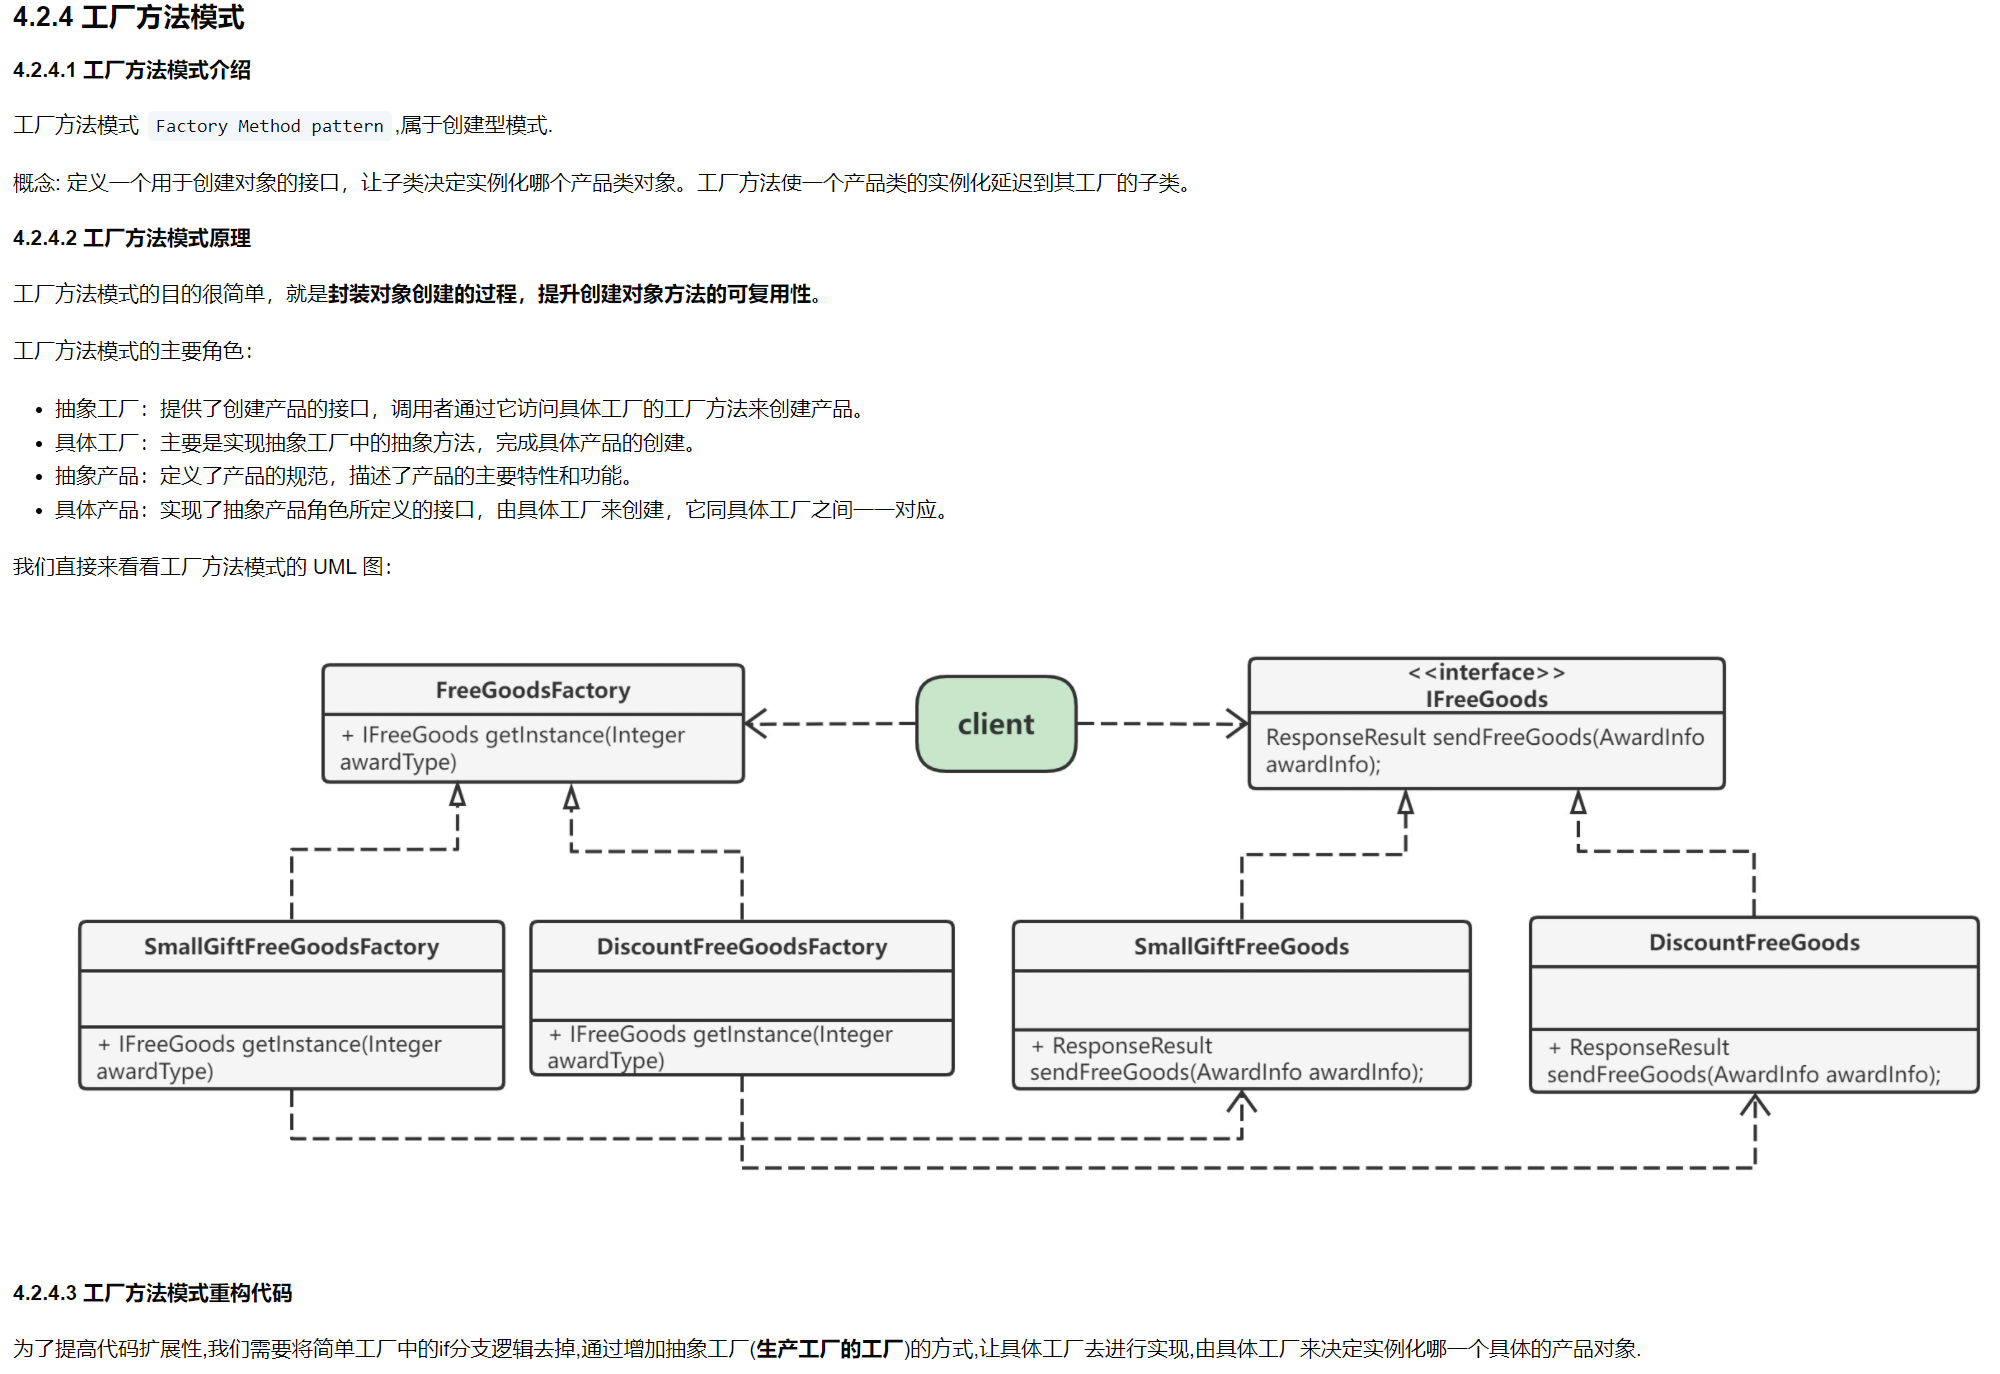 4.2.4 工厂方法模式
4.2.4.1 工厂方法模式介绍
工厂方法模式 Factory Method pattern ,属于创建型模式.
概念: 定义一个用于创建对象的接口，让子类决定实例化哪个产品类对象。工厂方法使一个产品类的实例化延迟到其工厂的子类。
4.2.4.2 工厂方法模式原理
工厂方法模式的目的很简单，就是封装对象创建的过程，提升创建对象方法的可复用性。
工厂方法模式的主要角色：
• 抽象工厂：提供了创建产品的接口，调用者通过它访问具体工厂的工厂方法来创建产品。
• 具体工厂：主要是实现抽象工厂中的抽象方法，完成具体产品的创建。
• 抽象产品：定义了产品的规范，描述了产品的主要特性和功能。
• 具体产品：实现了抽象产品角色所定义的接口，由具体工厂来创建，它同具体工厂之间一一对应。
我们直接来看看工厂方法模式的 UML 图：
FreeGoodsFactory
+ IFreeGoods getInstance(Integer
awardType)
client
<<interface>>
IFreeGoods
ResponseResult sendFreeGoods(AwardInfo
awardInfo);
SmallGiftFreeGoodsFactory
+ IFreeGoods getInstance(Integer
awardType)
DiscountFreeGoodsFactory
+ IFreeGoods getInstance(Integer
awardType)
SmallGiftFreeGoods
+ ResponseResult
sendFreeGoods(AwardInfo awardInfo);
DiscountFreeGoods
+ ResponseResult
sendFreeGoods(AwardInfo awardInfo);
4.2.4.3 工厂方法模式重构代码
为了提高代码扩展性,我们需要将简单工厂中的if分支逻辑去掉,通过增加抽象工厂(生产工厂的工厂)的方式,让具体工厂去进行实现,由具体工厂来决定实例化哪一个具体的产品对象.